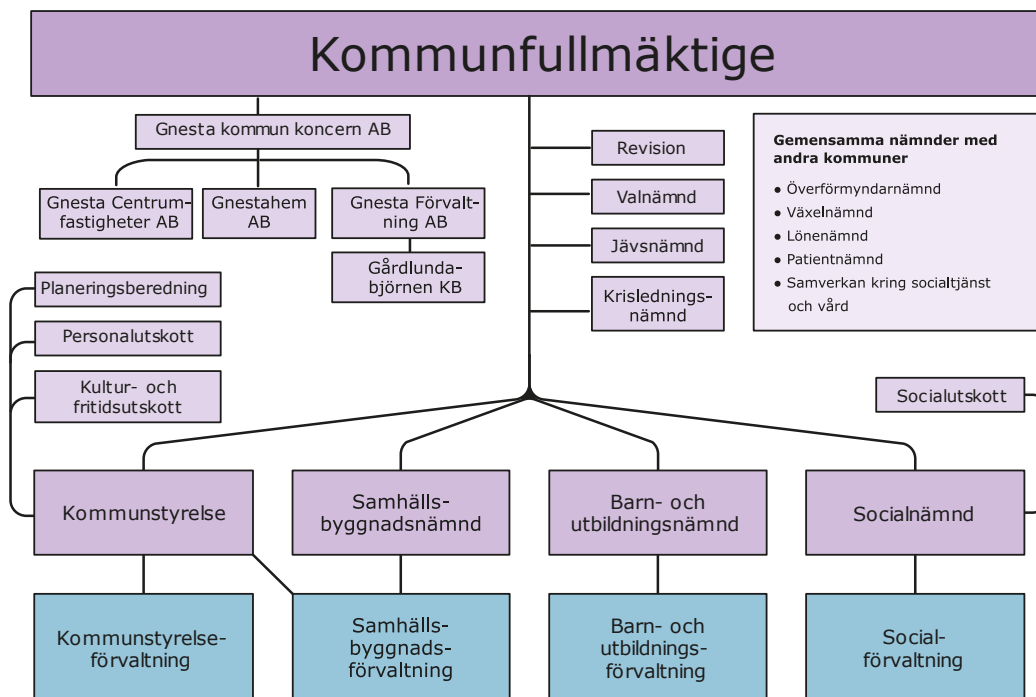 Kommunfullmäktige
Gnesta kommun koncern AB
Gnesta Centrum-
fastigheter AB
Gnestahem
AB
Gnesta Förvalt-
ning AB
Gårdlunda-
björnen KB
Revision
Valnämnd
Jävsnämnd
Krislednings-
nämnd
Gemensamma nämnder med
andra kommuner
• Överförmyndarnämnd
• Växelnämnd
• Lönenämnd
• Patientnämnd
• Samverkan kring socialtjänst
och vård
Planeringsberedning
Personalutskott
Kultur- och
fritidsutskott
Socialutskott
Kommunstyrelse
Samhälls-
byggnadsnämnd
Barn- och
utbildningsnämnd
Socialnämnd
Kommunstyrelse-
förvaltning
Samhälls-
byggnads-
förvaltning
Barn- och
utbildnings-
förvaltning
Social-
förvaltning